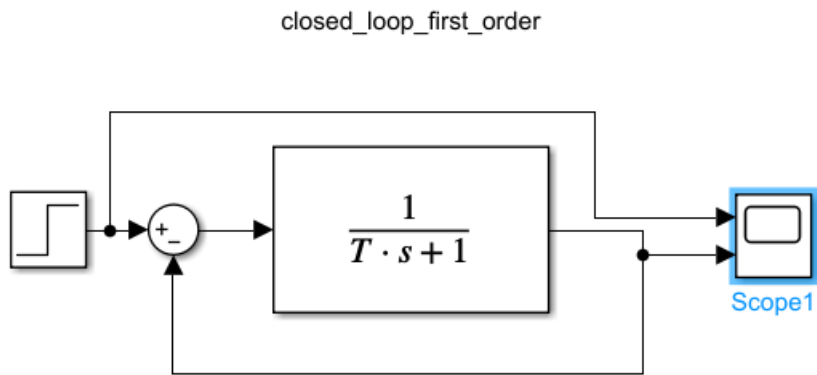 closed_loop_first_order
+
−
1
T · s + 1
Scope1